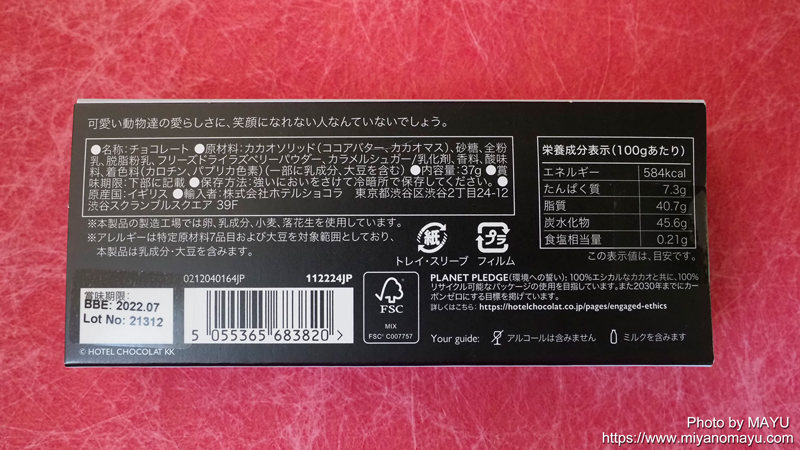 可愛い動物達の愛らしさに、笑顔になれない人なんていないでしょう。
●名称：チョコレート ●原材料：カカオソリッド（ココアバター、カカオマス）、砂糖、全粉
乳、脱脂粉乳、フリーズドライラズベリーパウダー、カラメルシュガー/乳化剤、香料、酸味
料、着色料（カロチン、パプリカ色素）（一部に乳成分、大豆を含む）●内容量：37g ●賞
味期限：下部に記載 ●保存方法：強いにおいをさけて冷暗所で保存してください。●
原産国：イギリス ●輸入者：株式会社ホテルショコラ 東京都渋谷区渋谷2丁目24-12
渋谷スクランブルスクエア 39F
※本製品の製造工場では卵、乳成分、小麦、落花生を使用しています。
※アレルギーは特定原材料7品目および大豆を対象範囲としており、
本製品は乳成分・大豆を含みます。
紙
トレイ・スリーブ
プラ
フィルム
栄養成分表示（100gあたり）
エネルギー 584kcal
たんぱく質 7.3g
脂質 40.7g
炭水化物 45.6g
食塩相当量 0.21g
この表示値は、目安です。
賞味期限：
BBE: 2022.07
Lot No: 21312
© HOTEL CHOCOLAT KK
0212040164JP 112224JP
5 055365 683820 >
FSC
MIX
FSC® C007757
PLANET PLEDGE（環境への誓い）：100%エシカルなカカオと共に、100%
リサイクル可能なパッケージの使用を目指しています。また2030年までにカー
ボンゼロにする目標を掲げています。
詳しくはこちら：https://hotelchocolat.co.jp/pages/engaged-ethics
Your guide: アルコールは含みません ミルクを含みます
Photo by MAYU
https://www.miyanomayu.com/